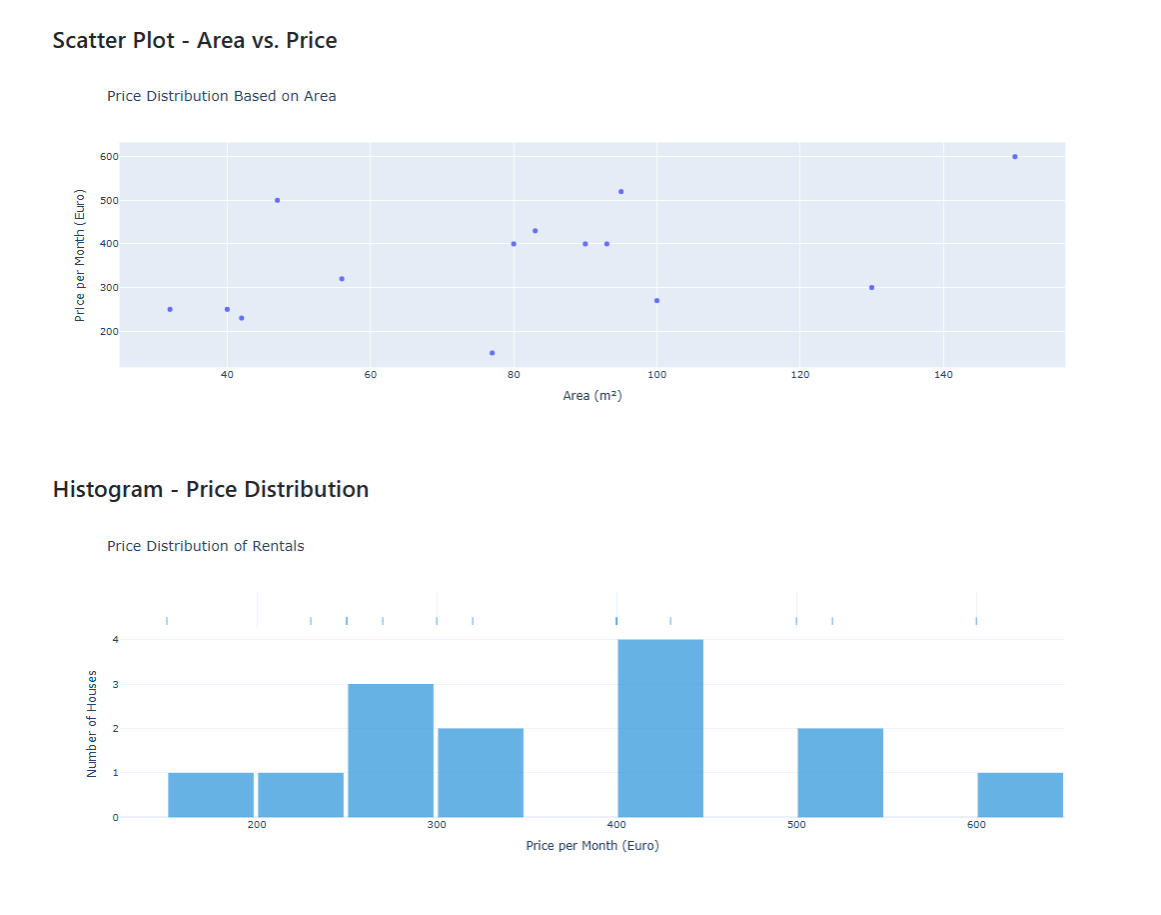 Scatter Plot - Area vs. Price
Price Distribution Based on Area
Price per Month (Euro)
600
500
400
300
200
40 60 80 100 120 140
Area (m²)
Histogram - Price Distribution
Price Distribution of Rentals
Number of Houses
4
3
2
1
0
200 300 400 500 600
Price per Month (Euro)